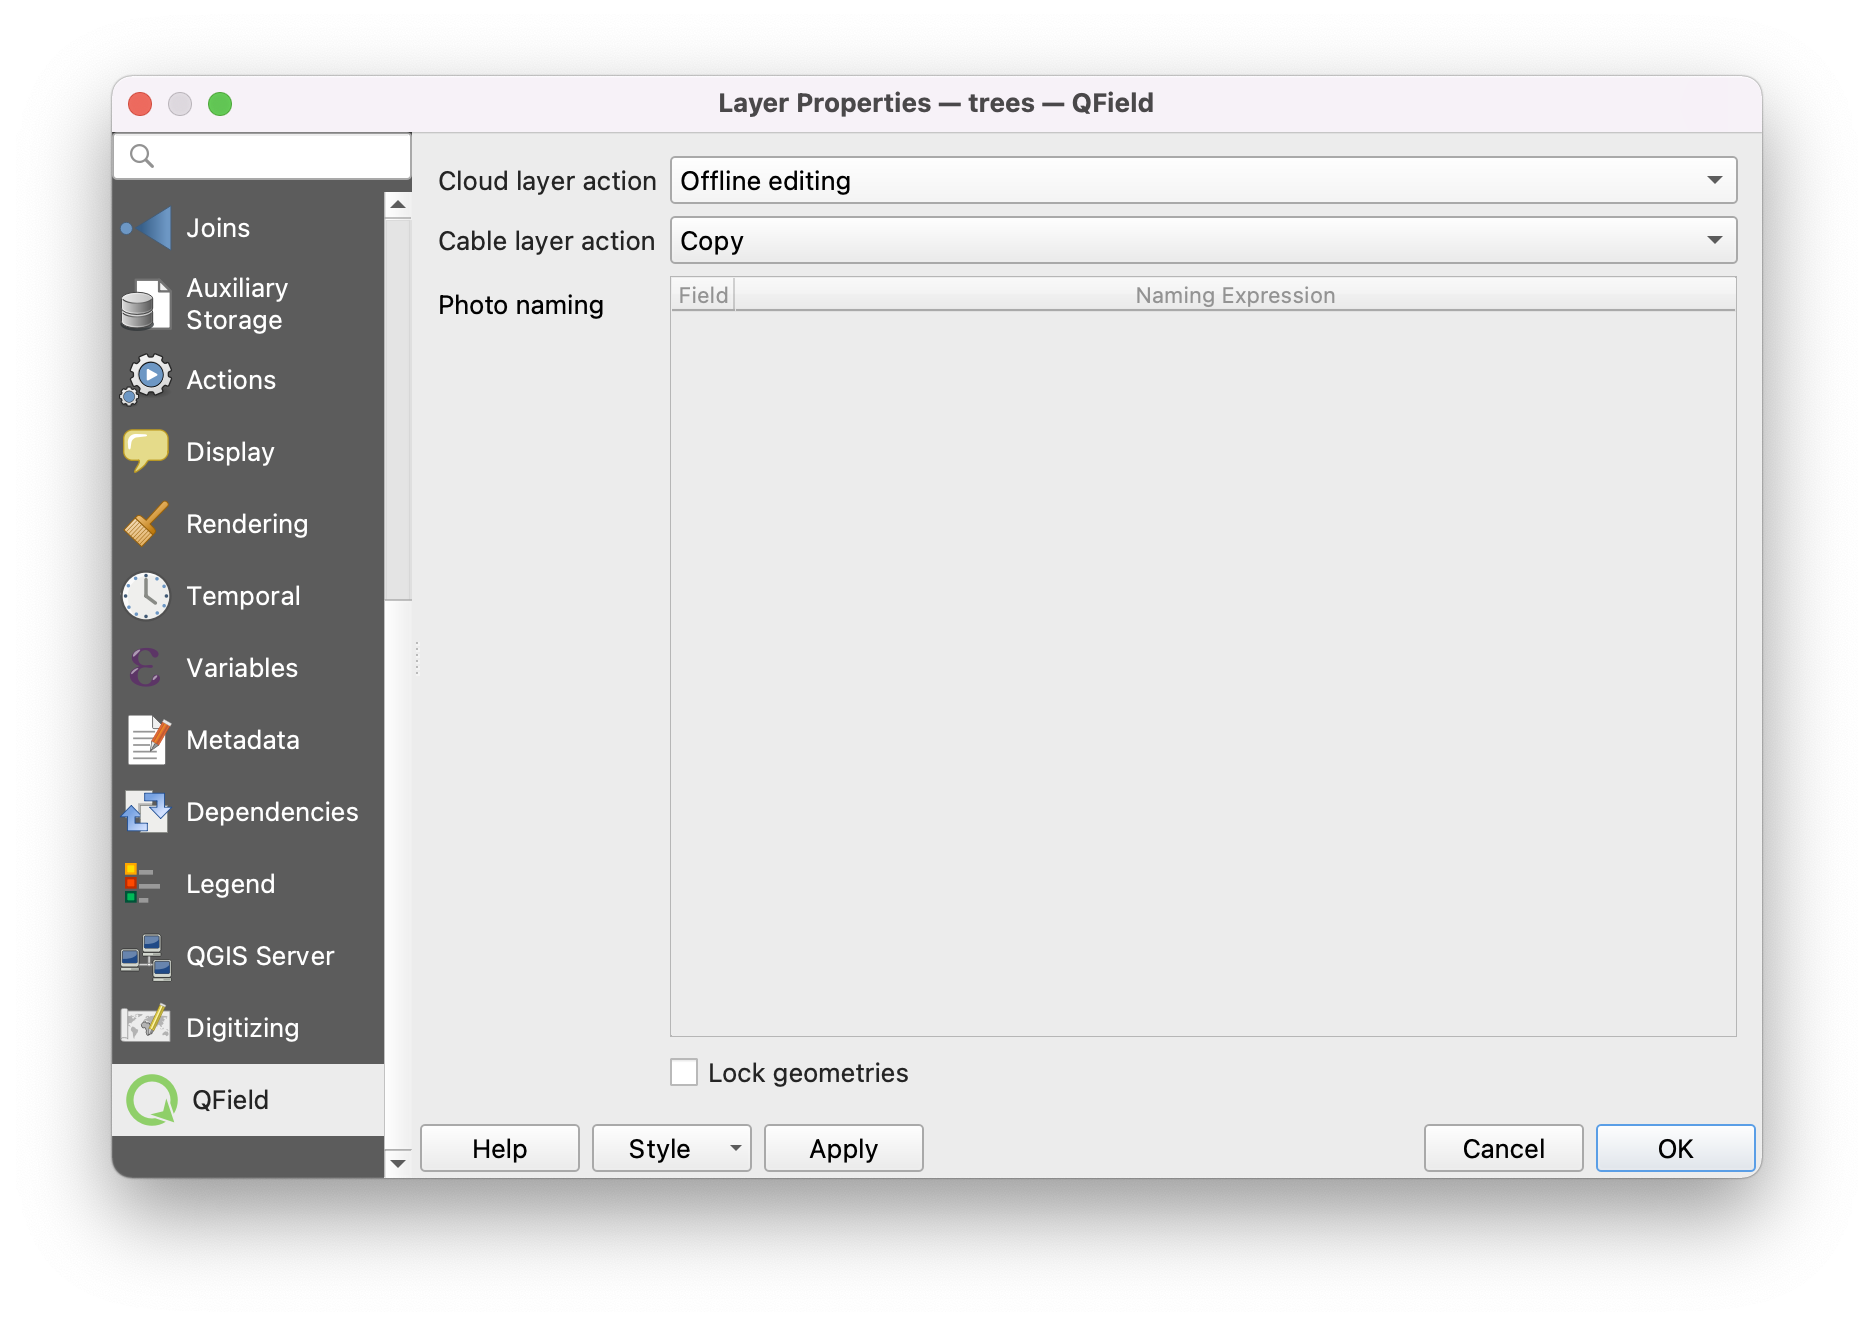 Layer Properties — trees — QField
Joins
Auxiliary
Storage
Actions
Display
Rendering
Temporal
Variables
Metadata
Dependencies
Legend
QGIS Server
Digitizing
QField
Cloud layer action
Offline editing
Cable layer action
Copy
Photo naming
Field
Naming Expression
Lock geometries
Help
Style
Apply
Cancel
OK